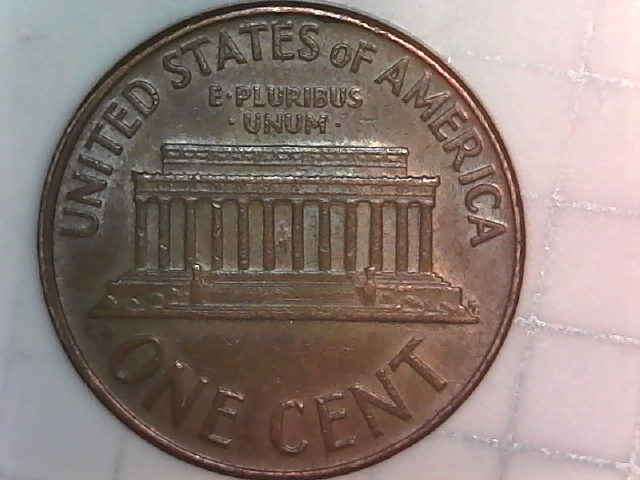 UNITED STATES OF AMERICA
E·PLURIBUS
·UNUM·
ONE CENT